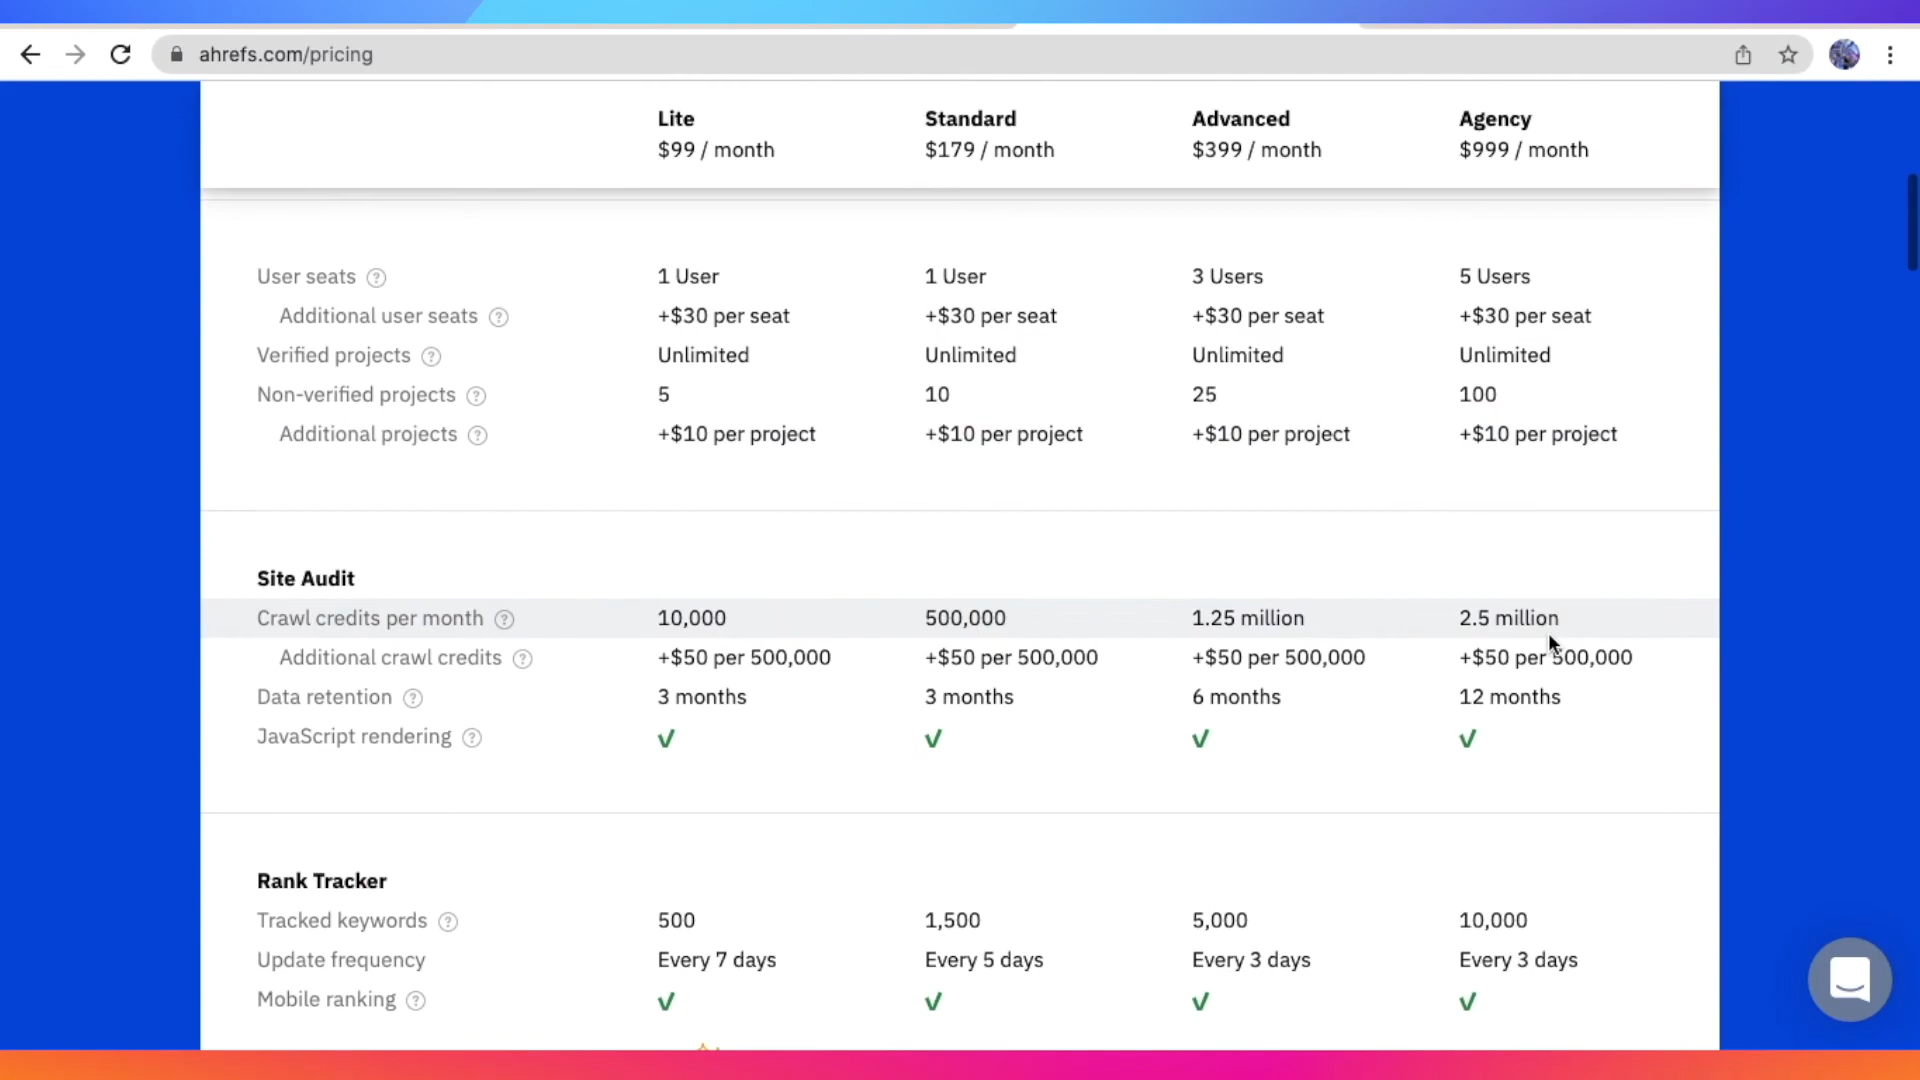 ahrefs.com/pricing
Lite Standard Advanced Agency
$99 / month $179 / month $399 / month $999 / month
User seats ? 1 User 1 User 3 Users 5 Users
Additional user seats ? +$30 per seat +$30 per seat +$30 per seat +$30 per seat
Verified projects ? Unlimited Unlimited Unlimited Unlimited
Non-verified projects ? 5 10 25 100
Additional projects ? +$10 per project +$10 per project +$10 per project +$10 per project
Site Audit
Crawl credits per month ? 10,000 500,000 1.25 million 2.5 million
Additional crawl credits ? +$50 per 500,000 +$50 per 500,000 +$50 per 500,000 +$50 per 500,000
Data retention ? 3 months 3 months 6 months 12 months
JavaScript rendering ? ✓ ✓ ✓ ✓
Rank Tracker
Tracked keywords ? 500 1,500 5,000 10,000
Update frequency Every 7 days Every 5 days Every 3 days Every 3 days
Mobile ranking ? ✓ ✓ ✓ ✓